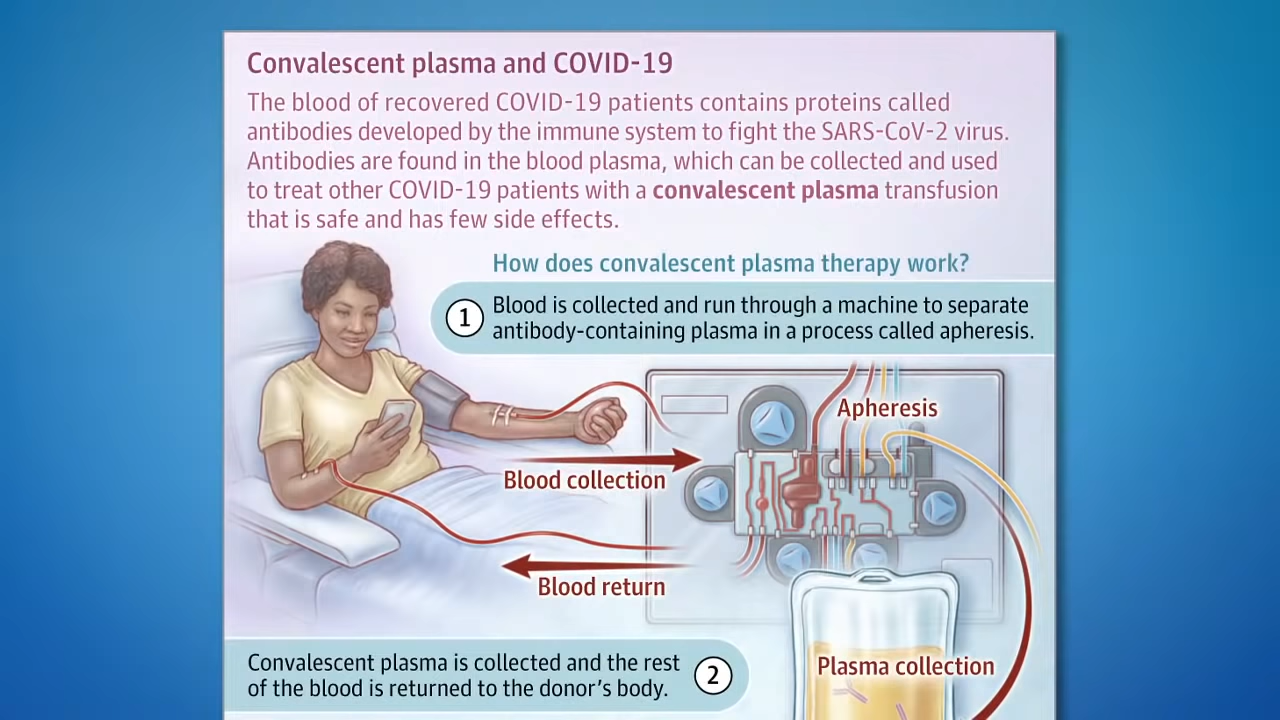 Convalescent plasma and COVID-19
The blood of recovered COVID-19 patients contains proteins called
antibodies developed by the immune system to fight the SARS-CoV-2 virus.
Antibodies are found in the blood plasma, which can be collected and used
to treat other COVID-19 patients with a convalescent plasma transfusion
that is safe and has few side effects.
How does convalescent plasma therapy work?
1
Blood is collected and run through a machine to separate
antibody-containing plasma in a process called apheresis.
Apheresis
Blood collection
Blood return
Convalescent plasma is collected and the rest
of the blood is returned to the donor's body.
2
Plasma collection